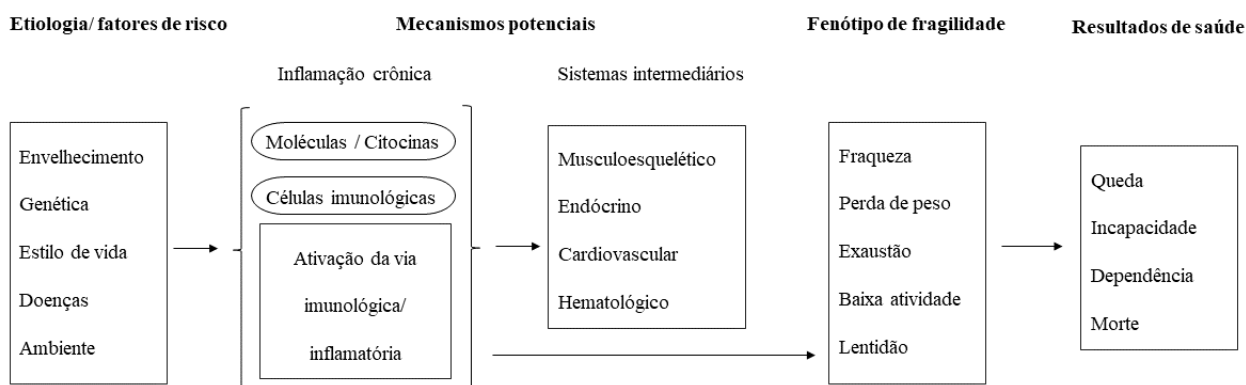 Etiologia/ fatores de risco
Mecanismos potenciais
Fenótipo de fragilidade
Resultados de saúde
Inflamação crônica
Sistemas intermediários
Envelhecimento
Genética
Estilo de vida
Doenças
Ambiente
Moléculas / Citocinas
Células imunológicas
Ativação da via
imunológica/
inflamatória
Musculoesquelético
Endócrino
Cardiovascular
Hematológico
Fraqueza
Perda de peso
Exaustão
Baixa atividade
Lentidão
Queda
Incapacidade
Dependência
Morte